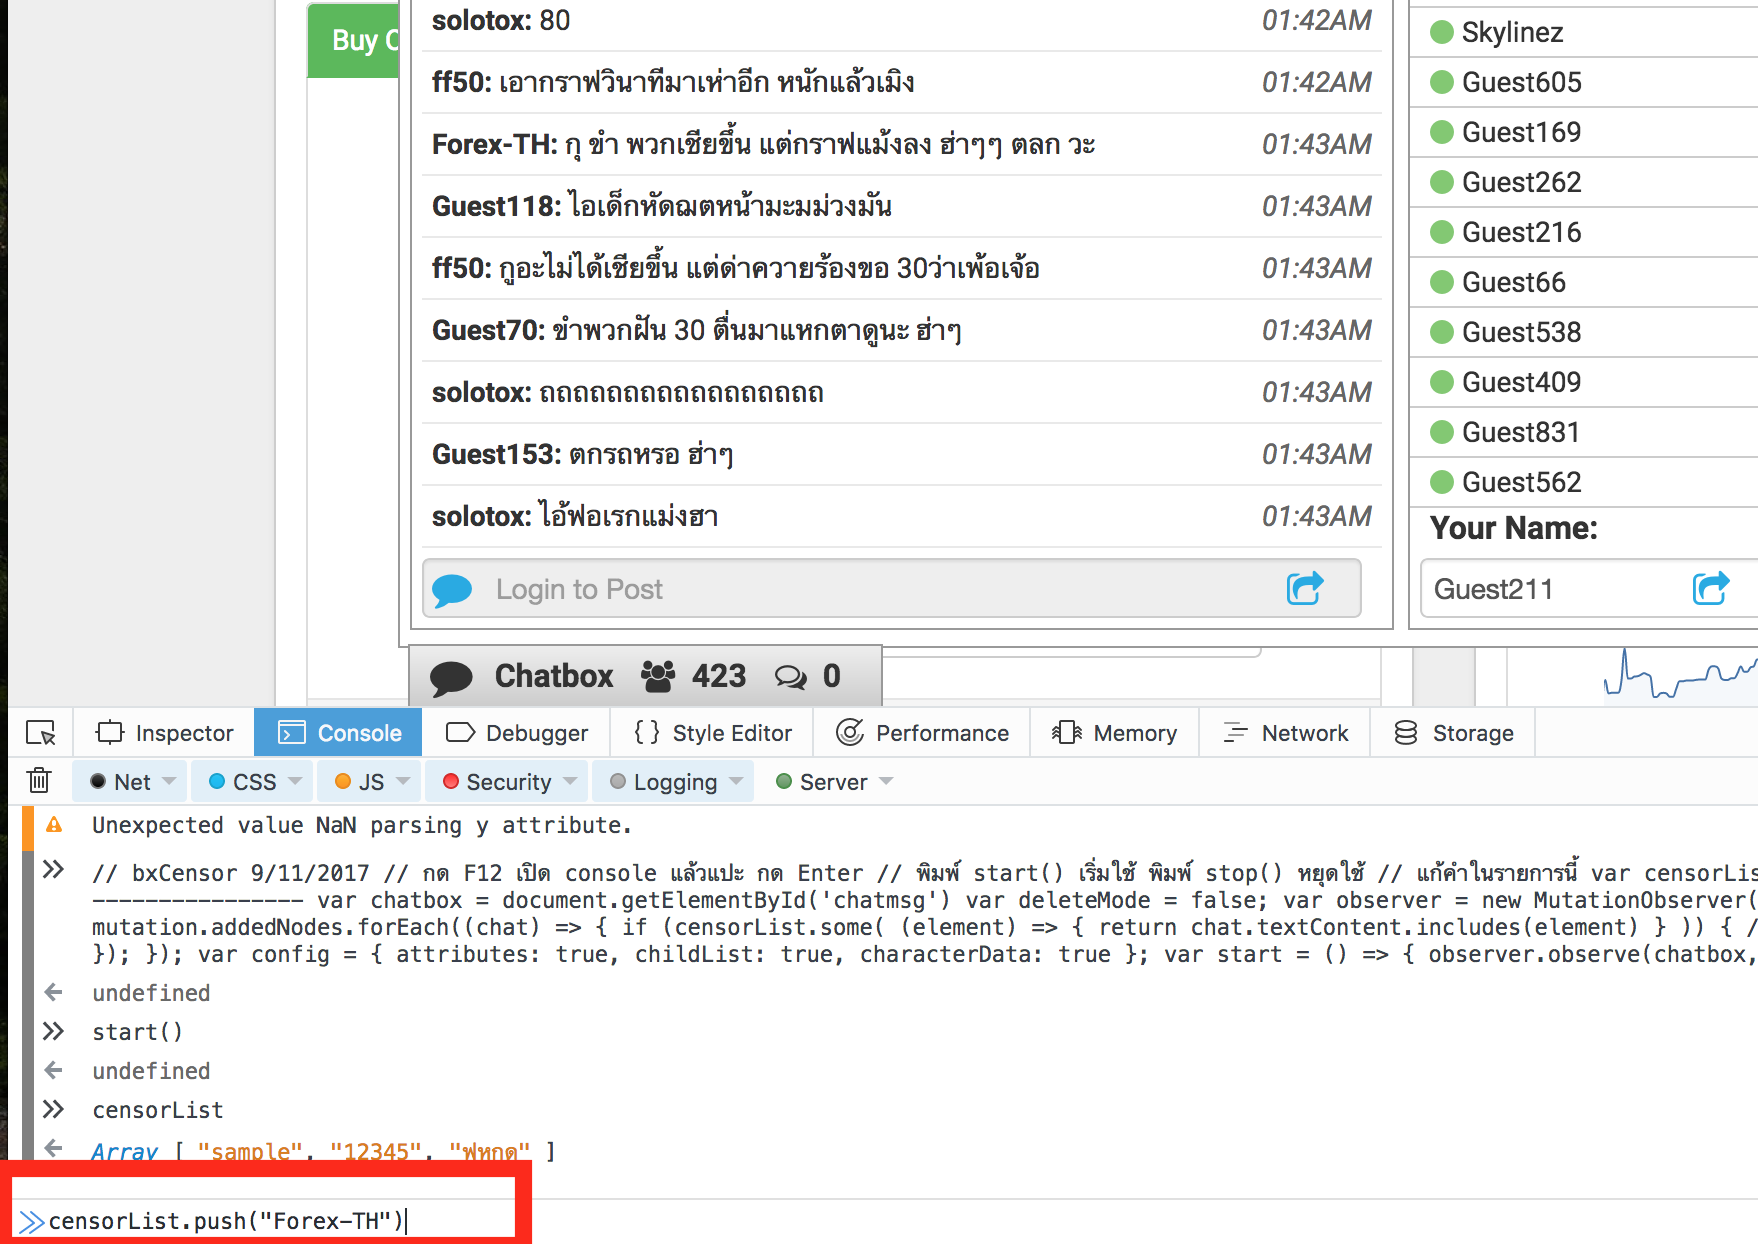 Buy C
solotox: 80 01:42AM
ff50: เอากราฟวินาทีมาเห่าอีก หนักแล้วเมิง 01:42AM
Forex-TH: กุ ขำ พวกเชียขึ้น แต่กราฟแม้งลง ฮ่าๆๆ ตลก วะ 01:43AM
Guest118: ไอเด็กหัดฌตหน้ามะมม่วงมัน 01:43AM
ff50: กูอะไม่ได้เชียขึ้น แต่ด่าควายร้องขอ 30ว่าเพ้อเจ้อ 01:43AM
Guest70: ขำพวกฝัน 30 ตื่นมาแหกตาดูนะ ฮ่าๆ 01:43AM
solotox: ถถถถถถถถถถถถถถถถถ 01:43AM
Guest153: ตกรถหรอ ฮ่าๆ 01:43AM
solotox: ไอ้ฟอเรกแม่งฮา 01:43AM
Login to Post
Skylinez
Guest605
Guest169
Guest262
Guest216
Guest66
Guest538
Guest409
Guest831
Guest562
Your Name:
Guest211
Chatbox 423 0
Inspector Console Debugger Style Editor Performance Memory Network Storage
Net CSS JS Security Logging Server
Unexpected value NaN parsing y attribute.
// bxCensor 9/11/2017 // กด F12 เปิด console แล้วแปะ กด Enter // พิมพ์ start() เริ่มใช้ พิมพ์ stop() หยุดใช้ // แก้คำในรายการนี้ var censorLis
---------------- var chatbox = document.getElementById('chatmsg') var deleteMode = false; var observer = new MutationObserver(
mutation.addedNodes.forEach((chat) => { if (censorList.some( (element) => { return chat.textContent.includes(element) } )) { /
}); }); var config = { attributes: true, childList: true, characterData: true }; var start = () => { observer.observe(chatbox,
undefined
start()
undefined
censorList
Array [ "sample", "12345", "ฟหกด" ]
censorList.push("Forex-TH")